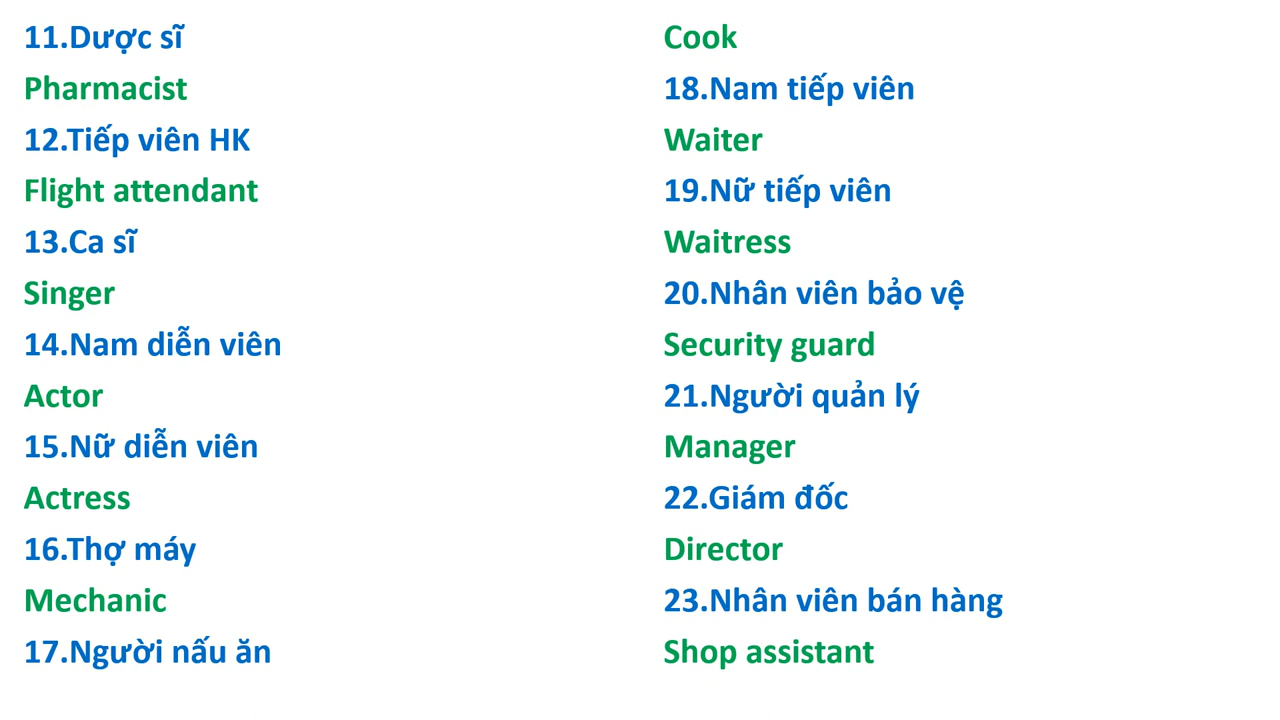 11.Dược sĩ
Pharmacist
12.Tiếp viên HK
Flight attendant
13.Ca sĩ
Singer
14.Nam diễn viên
Actor
15.Nữ diễn viên
Actress
16.Thợ máy
Mechanic
17.Người nấu ăn
Cook
18.Nam tiếp viên
Waiter
19.Nữ tiếp viên
Waitress
20.Nhân viên bảo vệ
Security guard
21.Người quản lý
Manager
22.Giám đốc
Director
23.Nhân viên bán hàng
Shop assistant